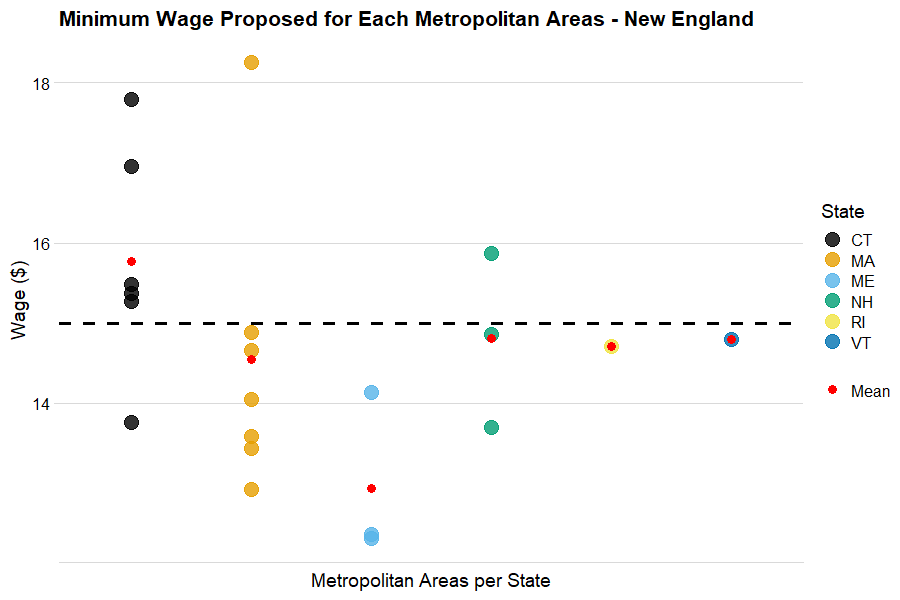 Minimum Wage Proposed for Each Metropolitan Areas - New England
18
16
14
Wage ($)
Metropolitan Areas per State
State
CT
MA
ME
NH
RI
VT
Mean